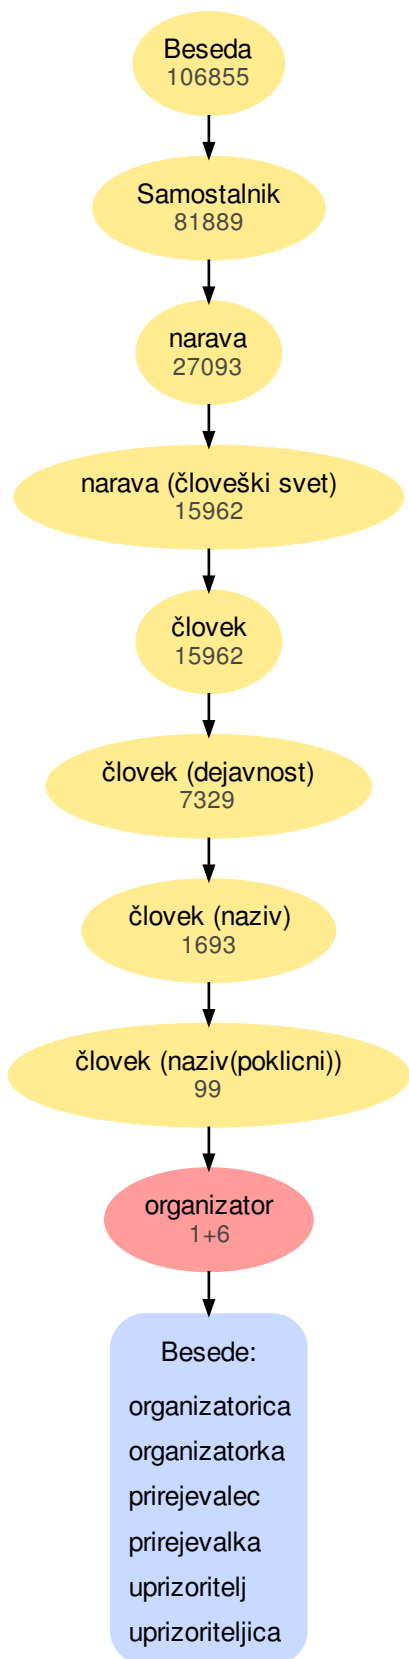 Beseda
106855
Samostalnik
81889
narava
27093
narava (človeški svet)
15962
človek
15962
človek (dejavnost)
7329
človek (naziv)
1693
človek (naziv(poklicni))
99
organizator
1+6
Besede:
organizatorica
organizatorka
prirejevalec
prirejevalka
uprizoritelj
uprizoriteljica